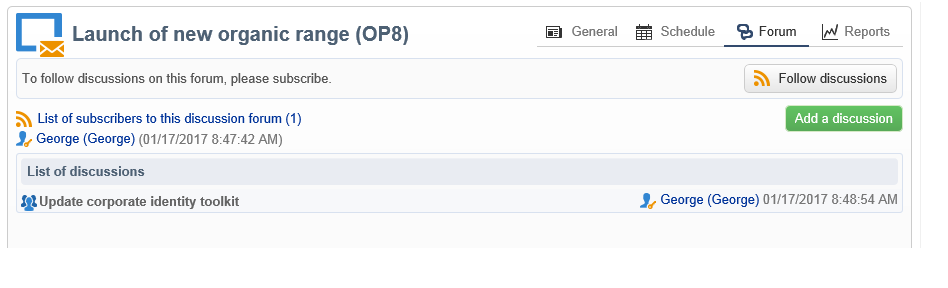 Launch of new organic range (OP8)
General Schedule Forum Reports
To follow discussions on this forum, please subscribe. Follow discussions
List of subscribers to this discussion forum (1) Add a discussion
George (George) (01/17/2017 8:47:42 AM)
List of discussions
Update corporate identity toolkit George (George) 01/17/2017 8:48:54 AM